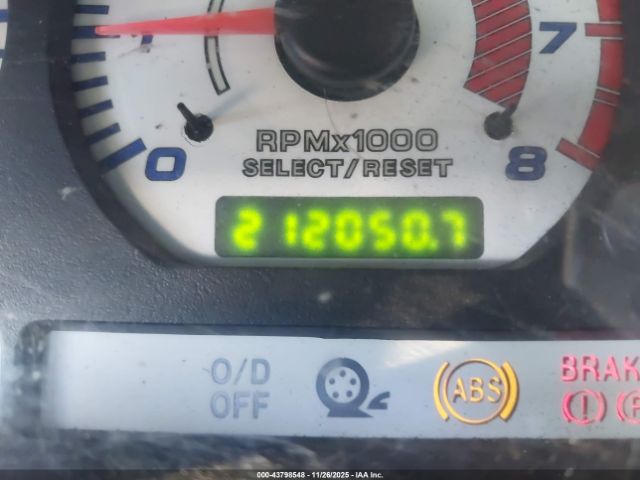 7
RPMx1000
SELECT/RESET
0
8
212050.7
O/D
OFF
ABS
BRAK
000-43798548 - 11/26/2025 - IAA Inc.